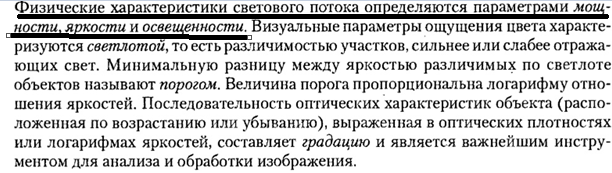 Физические характеристики светового потока определяются параметрами мощ-
ности, яркости и освещенности. Визуальные параметры ощущения цвета характе-
ризуются светлотой, то есть различимостью участков, сильнее или слабее отража-
ющих свет. Минимальную разницу между яркостью различимых по светлоте
объектов называют порогом. Величина порога пропорциональна логарифму отно-
шения яркостей. Последовательность оптических характеристик объекта (распо-
ложенная по возрастанию или убыванию), выраженная в оптических плотностях
или логарифмах яркостей, составляет градацию и является важнейшим инстру-
ментом для анализа и обработки изображения.